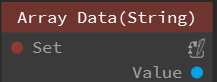 Array Data(String)
Set
Value